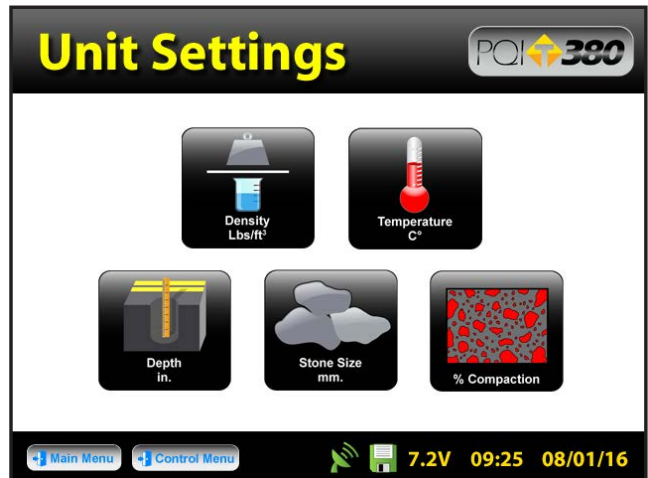 Unit Settings
PQI T 380
Density
Lbs/ft³
Temperature
C°
Depth
in.
Stone Size
mm.
% Compaction
Main Menu
Control Menu
7.2V 09:25 08/01/16